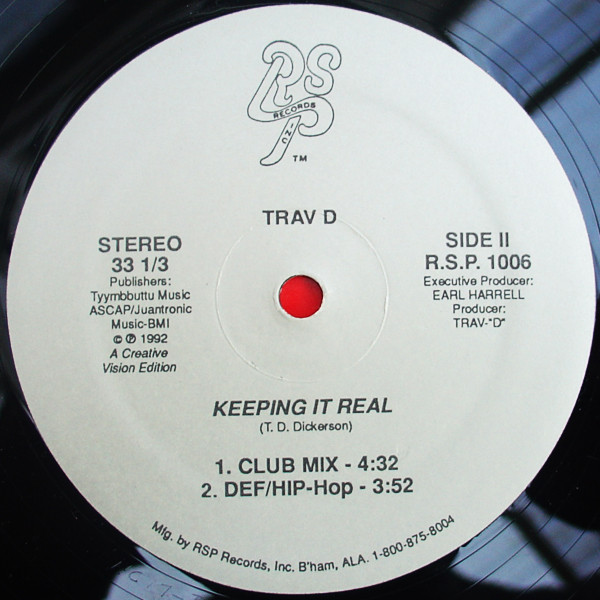 RSP
RECORDS
INC
TM
TRAV D
STEREO
33 1/3
Publishers:
Tyymbbuttu Music
ASCAP/Juantronic
Music-BMI
© ℗ 1992
A Creative
Vision Edition
SIDE II
R.S.P. 1006
Executive Producer:
EARL HARRELL
Producer:
TRAV-"D"
KEEPING IT REAL
(T. D. Dickerson)
1. CLUB MIX - 4:32
2. DEF/HIP-Hop - 3:52
Mfg. by RSP Records, Inc. B'ham, ALA. 1-800-875-8004